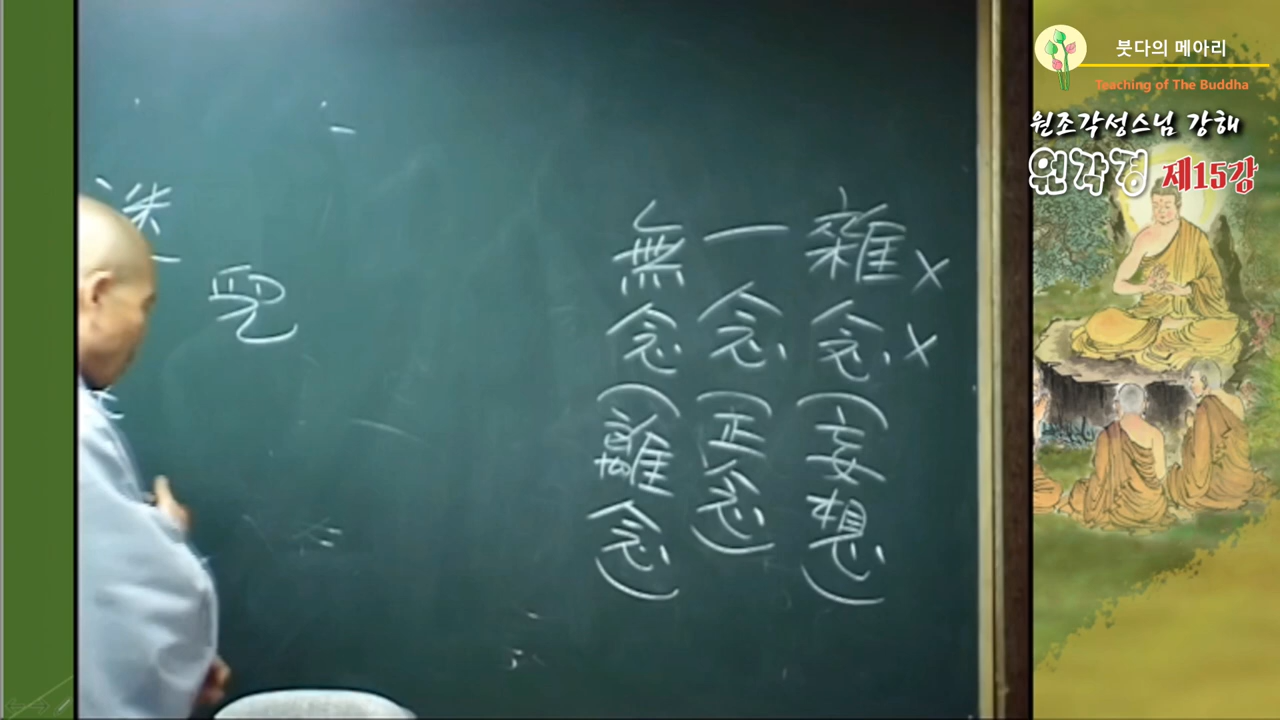 붓다의 메아리
Teaching of The Buddha
원조각성스님 강해
원각경 제15강
××
雜念(妄想)
一念(正念)
無念(離念)
迷